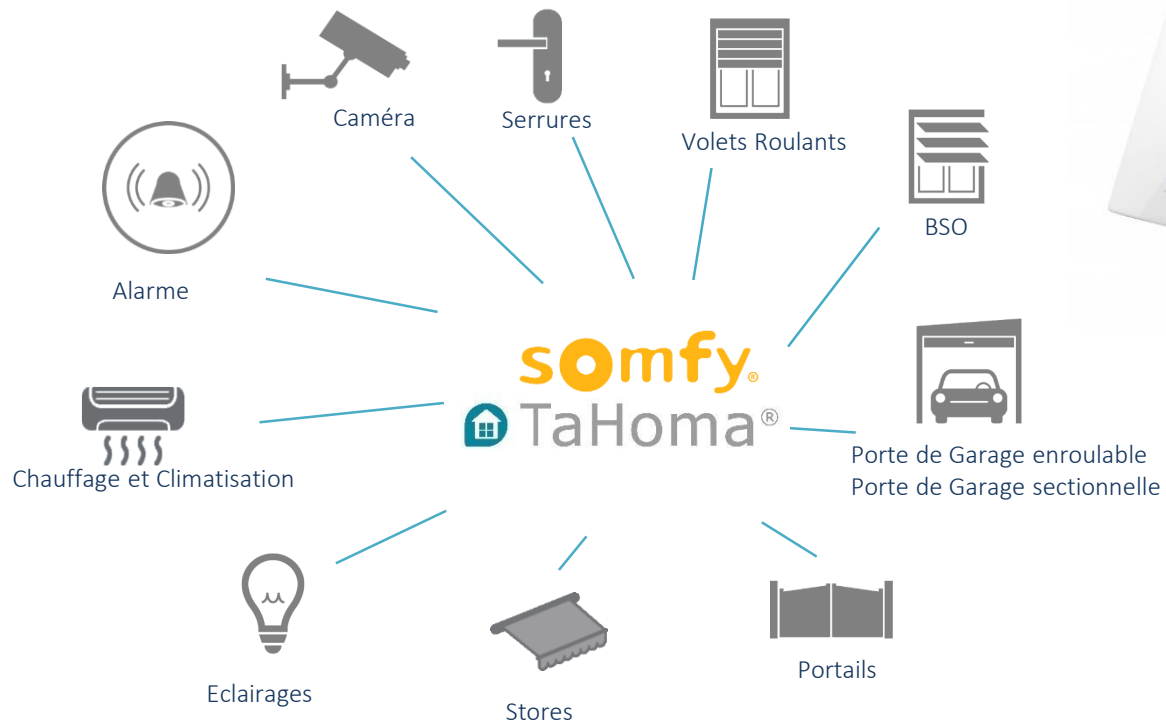 Caméra
Serrures
Volets Roulants
BSO
Alarme
somfy®
TaHoma®
Chauffage et Climatisation
Porte de Garage enroulable
Porte de Garage sectionnelle
Eclairages
Stores
Portails